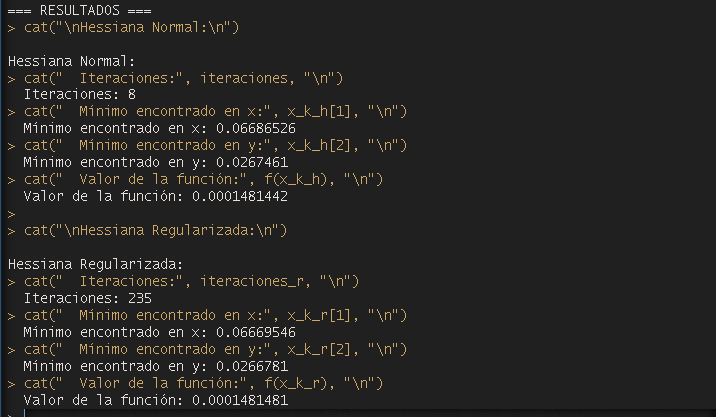 === RESULTADOS ===
> cat("\nHessiana Normal:\n")
Hessiana Normal:
> cat("  Iteraciones:", iteraciones, "\n")
  Iteraciones: 8
> cat("  Mínimo encontrado en x:", x_k_h[1], "\n")
  Mínimo encontrado en x: 0.06686526
> cat("  Mínimo encontrado en y:", x_k_h[2], "\n")
  Mínimo encontrado en y: 0.0267461
> cat("  Valor de la función:", f(x_k_h), "\n")
  Valor de la función: 0.0001481442
>
> cat("\nHessiana Regularizada:\n")
Hessiana Regularizada:
> cat("  Iteraciones:", iteraciones_r, "\n")
  Iteraciones: 235
> cat("  Mínimo encontrado en x:", x_k_r[1], "\n")
  Mínimo encontrado en x: 0.06669546
> cat("  Mínimo encontrado en y:", x_k_r[2], "\n")
  Mínimo encontrado en y: 0.0266781
> cat("  Valor de la función:", f(x_k_r), "\n")
  Valor de la función: 0.0001481481
>